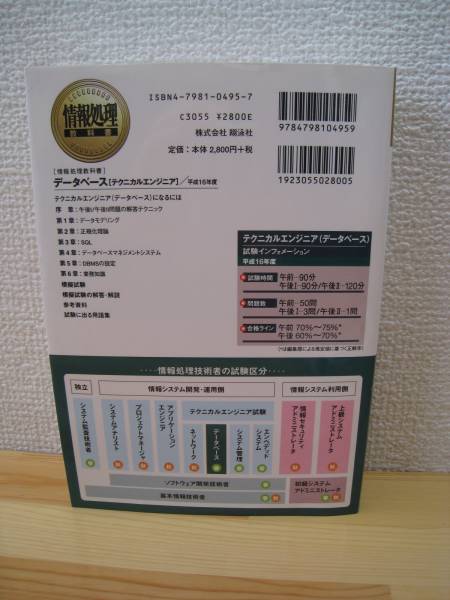 情報処理
教科書
ISBN4-7981-0495-7
C3055 ¥2800E
株式会社 翔泳社
定価：本体 2,800円+税
9784798104959
1923055028005
[情報処理教科書]
データベース[テクニカルエンジニア]／平成16年度
テクニカルエンジニア(データベース)になるには
序 章：午後I/午後II問題の解答テクニック
第1章：データモデリング
第2章：正規化理論
第3章：SQL
第4章：データベースマネジメントシステム
第5章：DBMSの設定
第6章：業務知識
模擬試験
模擬試験の解答・解説
参考資料
試験に出る用語集
テクニカルエンジニア(データベース)
試験インフォメーション
平成16年度
●試験時間
午前―90分
午後I―90分/午後II―120分
●問題数
午前―50問
午後I―3問/午後II―1問
●合格ライン
午前 70%～75%*
午後 60%～70%*
情報処理技術者の試験区分
独立
情報システム開発・運用側
情報システム利用側
システム監査技術者
システムアナリスト
プロジェクトマネージャ
アプリケーションエンジニア
テクニカルエンジニア試験
ネットワーク
データベース
システム管理
エンベデッドシステム
情報セキュリティアドミニストレータ
上級システムアドミニストレータ
ソフトウェア開発技術者
基本情報技術者
初級システムアドミニストレータ